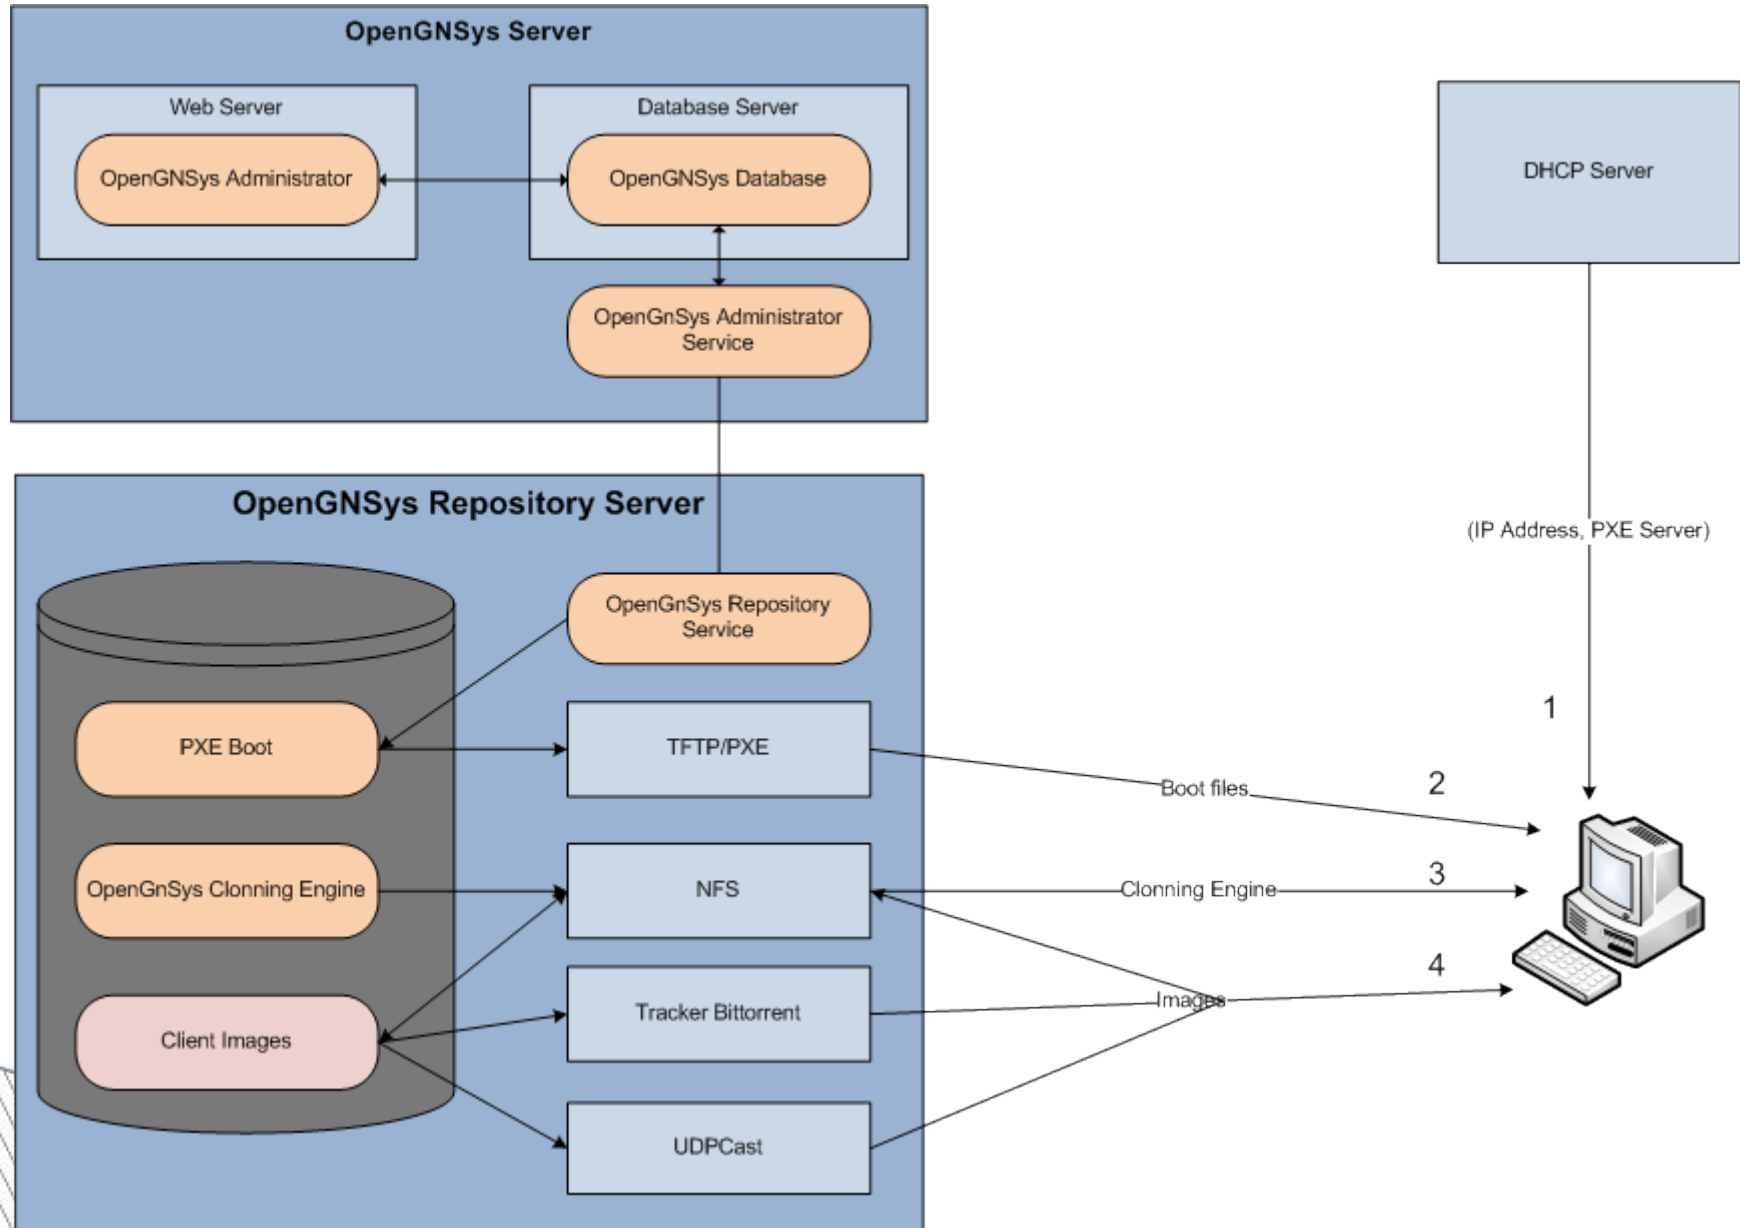 OpenGNSys Server
Web Server
OpenGNSys Administrator
Database Server
OpenGNSys Database
OpenGnSys Administrator
Service
DHCP Server
(IP Address, PXE Server)
OpenGNSys Repository Server
OpenGnSys Repository
Service
PXE Boot
TFTP/PXE
OpenGnSys Clonning Engine
NFS
Client Images
Tracker Bittorrent
UDPCast
1
Boot files
2
Clonning Engine
3
Images
4